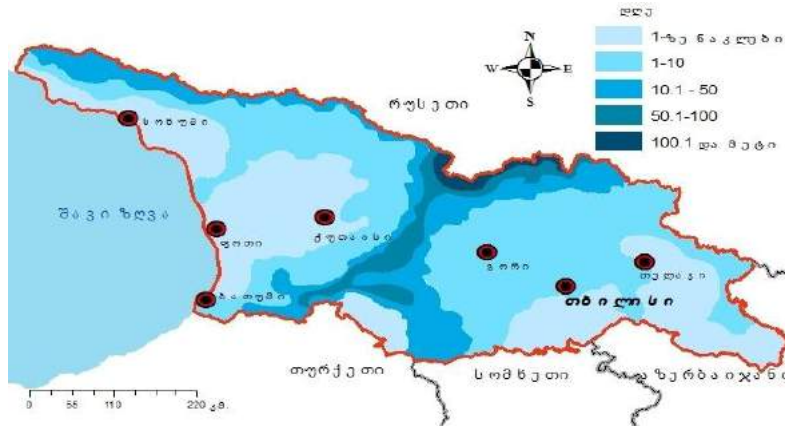 დღე
1-ზე ნაკლები
1-10
10.1 - 50
50.1-100
100.1 და მეტი
N
W E
S
რუსეთი
სოხუმი
შავი ზღვა
ფოთი
ქუთაისი
ბათუმი
გორი
თელავი
თბილისი
თურქეთი
სომხეთი
აზერბაიჯანი
0 55 110 220 კმ.